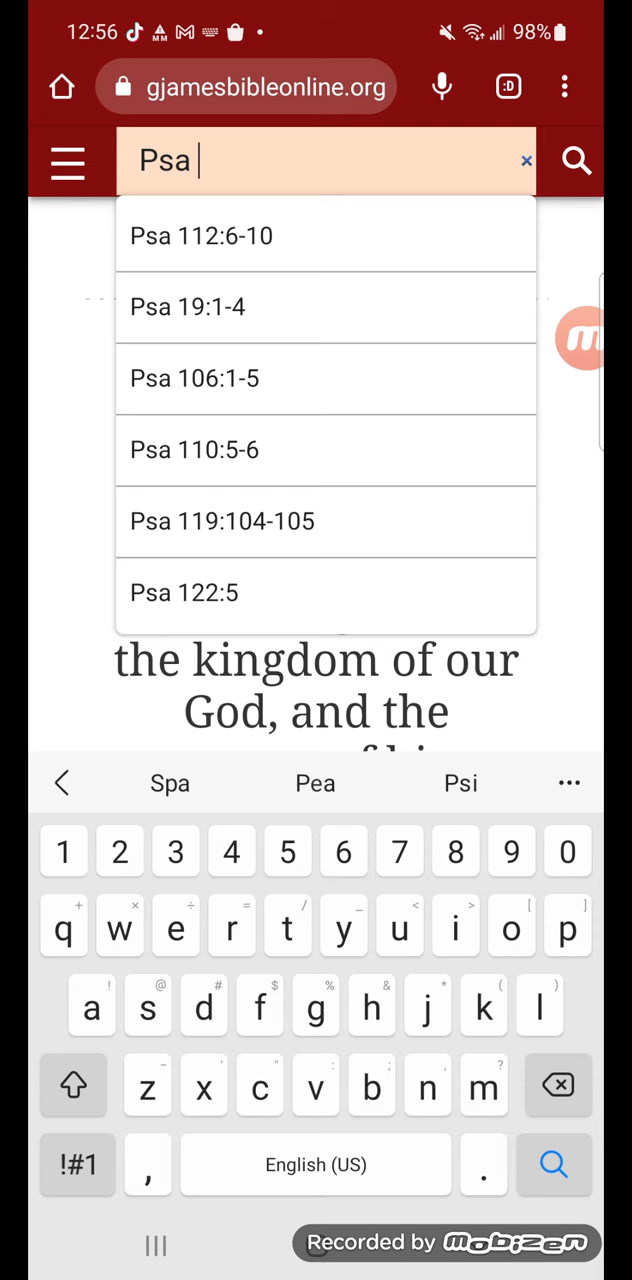 12:56 98%
gjamesbibleonline.org :D
Psa ×
Psa 112:6-10
Psa 19:1-4
Psa 106:1-5
Psa 110:5-6
Psa 119:104-105
Psa 122:5
the kingdom of our
God, and the
Spa Pea Psi ...
1 2 3 4 5 6 7 8 9 0
+ × ÷ = / _ < > [ ]
q w e r t y u i o p
! @ # $ % & * ( )
a s d f g h j k l
- ' " : ; , ?
z x c v b n m
!#1 , English (US) .
Recorded by mobizen